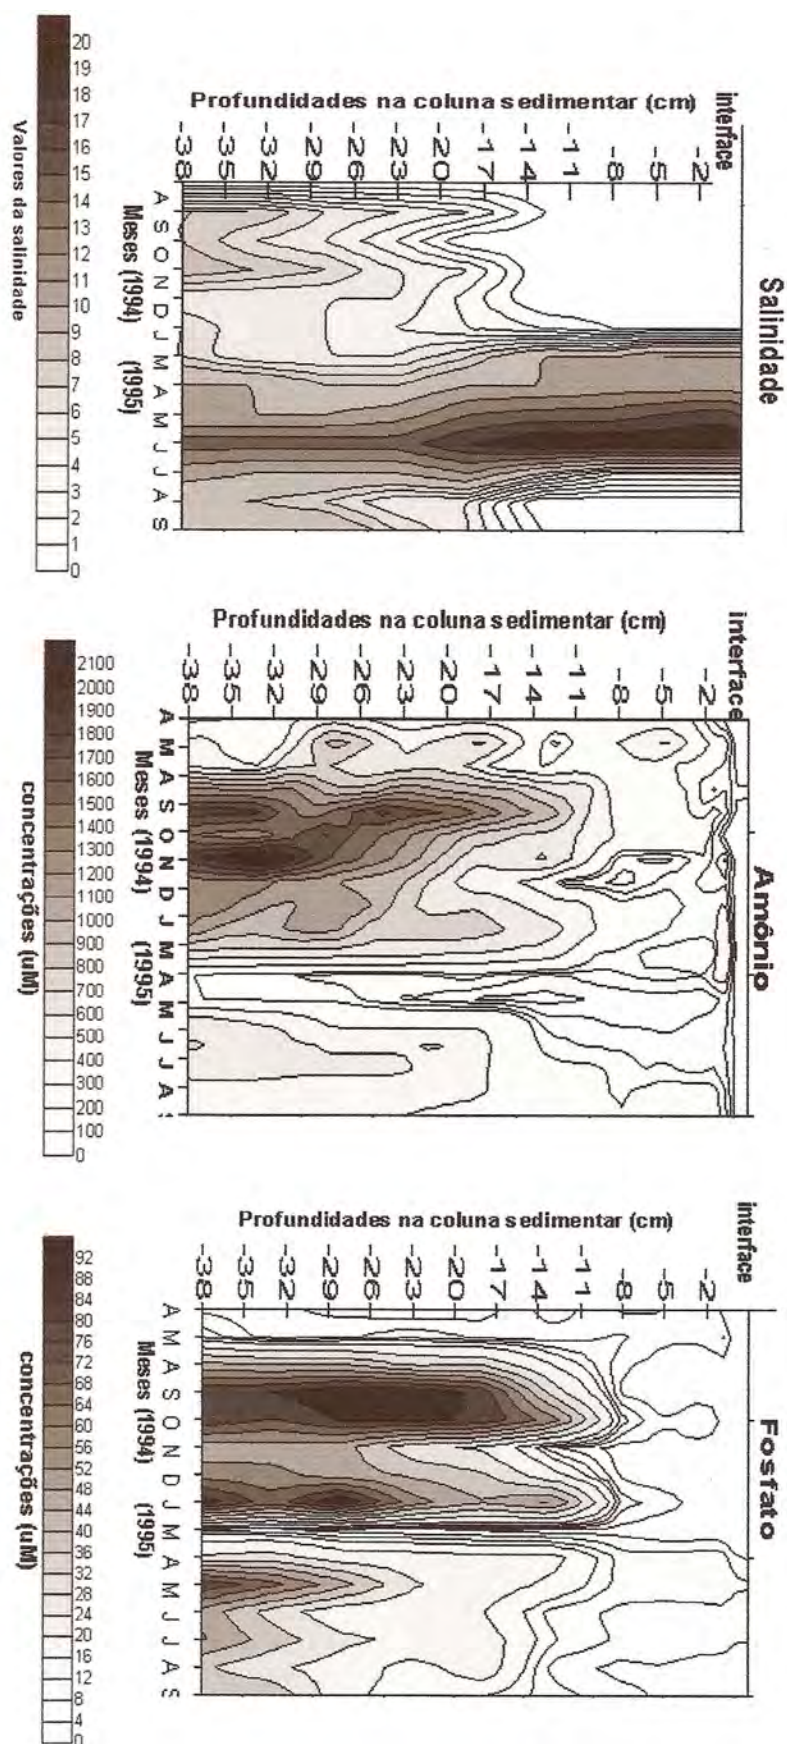 Salinidade
Profundidades na coluna sedimentar (cm)
interface
-2
-5
-8
-11
-14
-17
-20
-23
-26
-29
-32
-35
-38
A S O N D J M A M J J A S
Meses (1994) (1995)
20 19 18 17 16 15 14 13 12 11 10 9 8 7 6 5 4 3 2 1 0
Valores da salinidade
Amônio
Profundidades na coluna sedimentar (cm)
interface
-2
-5
-8
-11
-14
-17
-20
-23
-26
-29
-32
-35
-38
A M A S O N D J M A M J J A
Meses (1994) (1995)
2100 2000 1900 1800 1700 1600 1500 1400 1300 1200 1100 1000 900 800 700 600 500 400 300 200 100 0
concentrações (uM)
Fosfato
Profundidades na coluna sedimentar (cm)
interface
-2
-5
-8
-11
-14
-17
-20
-23
-26
-29
-32
-35
-38
A M A S O N D J M A M J J A S
Meses (1994) (1995)
92 88 84 80 76 72 68 64 60 56 52 48 44 40 36 32 28 24 20 16 12 8 4 0
concentrações (uM)